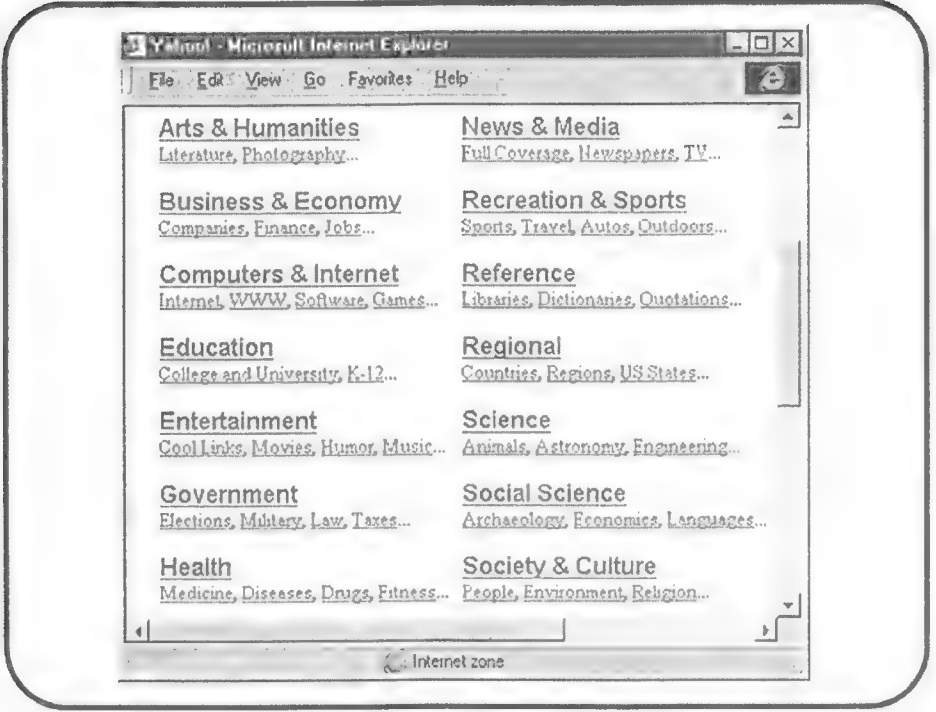 Yahoo! - Microsoft Internet Explorer
File Edit View Go Favorites Help
Arts & Humanities
Literature, Photography...
Business & Economy
Companies, Finance, Jobs...
Computers & Internet
Internet, WWW, Software, Games...
Education
College and University, K-12...
Entertainment
Cool Links, Movies, Humor, Music...
Government
Elections, Military, Law, Taxes...
Health
Medicine, Diseases, Drugs, Fitness...
News & Media
Full Coverage, Newspapers, TV...
Recreation & Sports
Sports, Travel, Autos, Outdoors...
Reference
Libraries, Dictionaries, Quotations...
Regional
Countries, Regions, US States...
Science
Animals, Astronomy, Engineering...
Social Science
Archaeology, Economics, Languages...
Society & Culture
People, Environment, Religion...
Internet zone